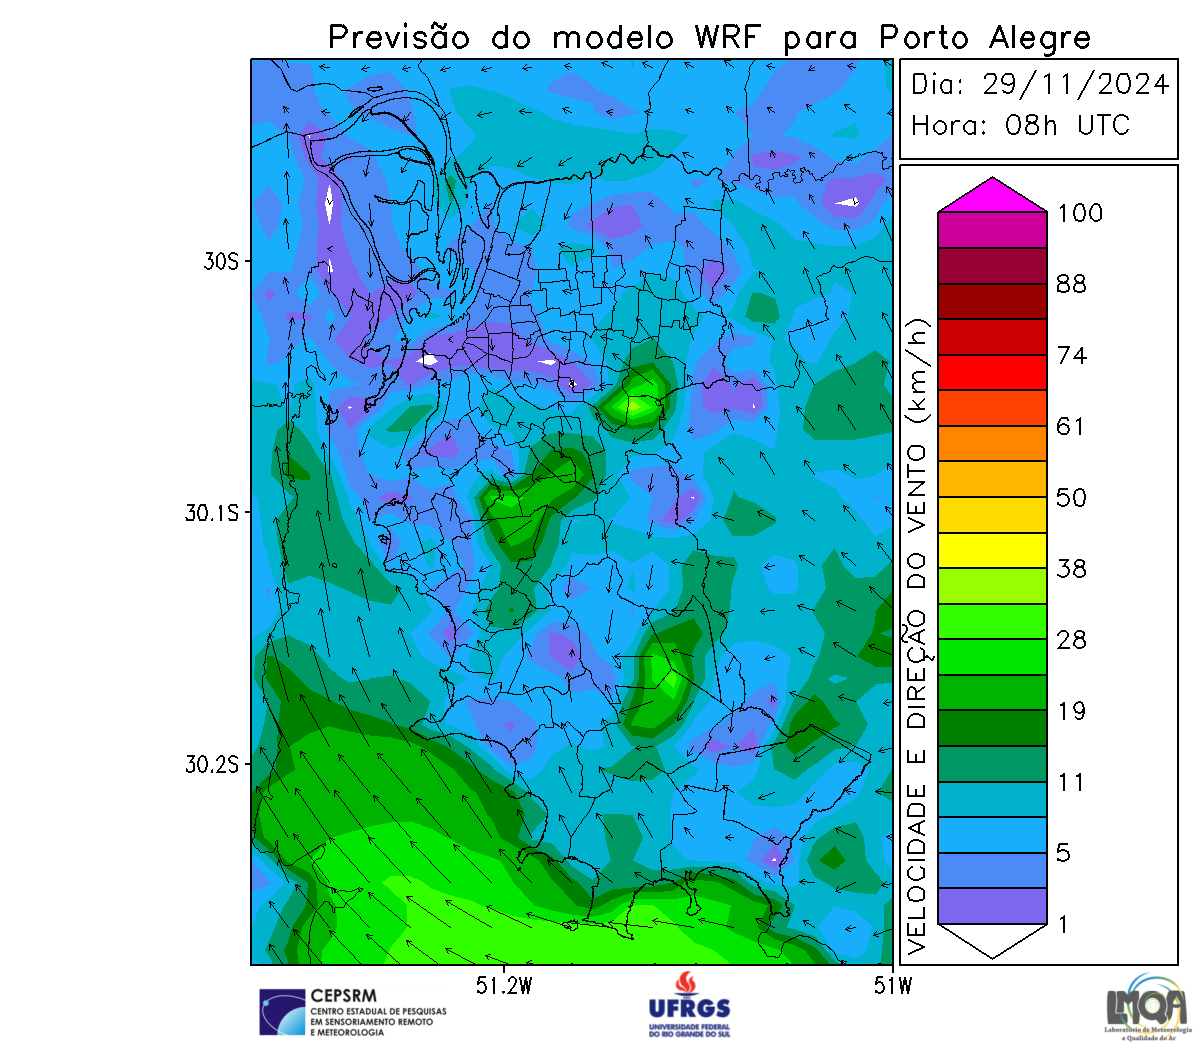 Previsão do modelo WRF para Porto Alegre
Dia: 29/11/2024
Hora: 08h UTC
30S
30.1S
30.2S
51.2W
51W
VELOCIDADE E DIREÇÃO DO VENTO (km/h)
100
88
74
61
50
38
28
19
11
5
1
CEPSRM
CENTRO ESTADUAL DE PESQUISAS
EM SENSORIAMENTO REMOTO
E METEOROLOGIA
UFRGS
UNIVERSIDADE FEDERAL
DO RIO GRANDE DO SUL
LMQA
Laboratório de Meteorologia
e Qualidade do Ar